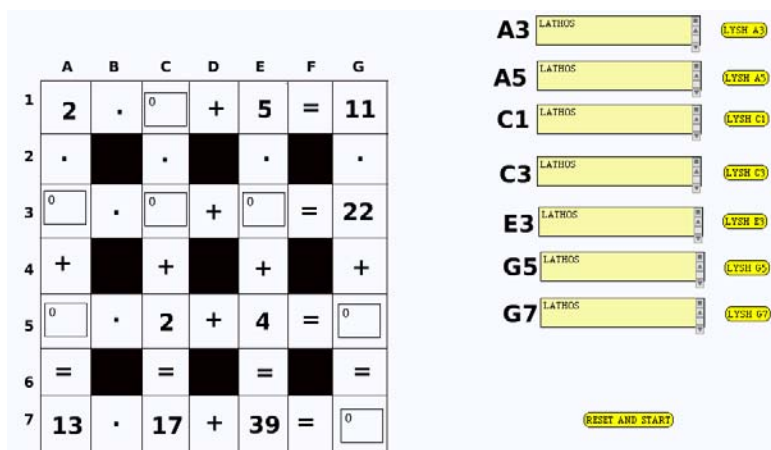 A B C D E F G
1 2 · 0 + 5 = 11
2 · · · ·
3 0 · 0 + 0 = 22
4 + + + +
5 0 · 2 + 4 = 0
6 = = = =
7 13 · 17 + 39 = 0
A3 LATHOS LYSH A3
A5 LATHOS LYSH A5
C1 LATHOS LYSH C1
C3 LATHOS LYSH C3
E3 LATHOS LYSH E3
G5 LATHOS LYSH G5
G7 LATHOS LYSH G7
RESET AND START